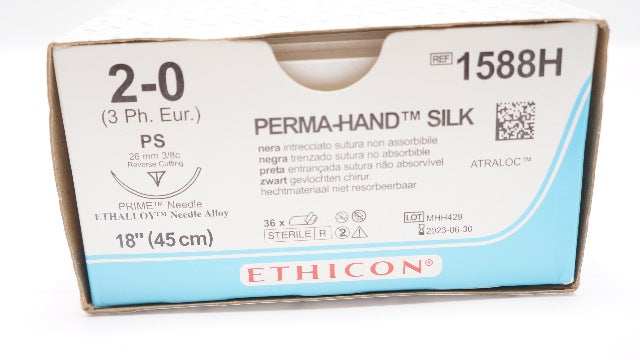 2-0
(3 Ph. Eur.)
PS
26 mm 3/8c
Reverse Cutting
PRIME™ Needle
ETHALLOY™ Needle Alloy
18" (45 cm)
REF 1588H
PERMA-HAND™ SILK
nera intrecciato sutura non assorbibile
negra trenzado sutura no absorbible
preta entrançada sutura não absorvível
zwart gevlochten chirur.
hechtmateriaal niet resorbeerbaar
ATRALOC™
36 x
STERILE R
2
LOT MHH429
2023-06-30
ETHICON®